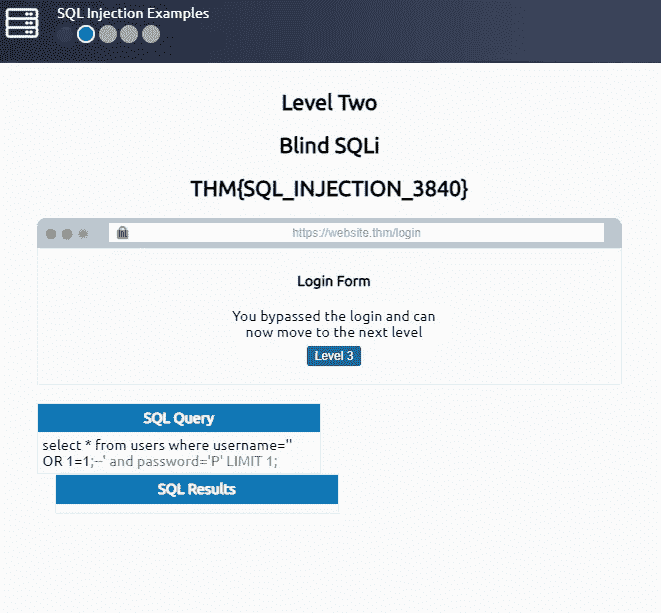 SQL Injection Examples
Level Two
Blind SQLi
THM{SQL_INJECTION_3840}
https://website.thm/login
Login Form
You bypassed the login and can
now move to the next level
Level 3
SQL Query
select * from users where username=''
OR 1=1;--' and password='P' LIMIT 1;
SQL Results